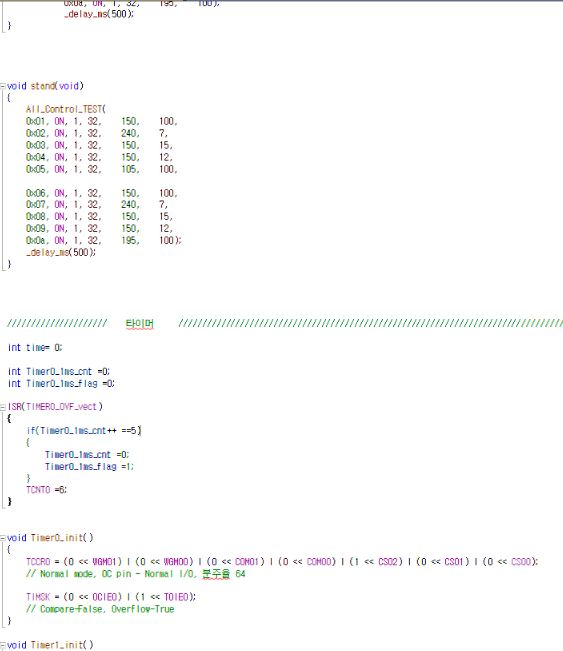 0x0a, ON, 1, 32, 195, 100);
_delay_ms(500);
}
void stand(void)
{
All_Control_TEST(
0x01, ON, 1, 32, 150, 100,
0x02, ON, 1, 32, 240, 7,
0x03, ON, 1, 32, 150, 15,
0x04, ON, 1, 32, 150, 12,
0x05, ON, 1, 32, 105, 100,
0x06, ON, 1, 32, 150, 100,
0x07, ON, 1, 32, 240, 7,
0x08, ON, 1, 32, 150, 15,
0x09, ON, 1, 32, 150, 12,
0x0a, ON, 1, 32, 195, 100);
_delay_ms(500);
}
///////////////////// 타이머 ////////////////////////////////////////////////////////////////////////////////
int time= 0;
int Timer0_1ms_cnt =0;
int Timer0_1ms_flag =0;
ISR(TIMER0_OVF_vect)
{
if(Timer0_1ms_cnt++ ==5)
{
Timer0_1ms_cnt =0;
Timer0_1ms_flag =1;
}
TCNT0 =6;
}
void Timer0_init()
{
TCCR0 = (0 << WGM01) | (0 << WGM00) | (0 << COM01) | (0 << COM00) | (1 << CS02) | (0 << CS01) | (0 << CS00);
// Normal mode, OC pin - Normal I/O, 분주율 64
TIMSK = (0 << OCIE0) | (1 << TOIE0);
// Compare-False, Overflow-True
}
void Timer1_init()